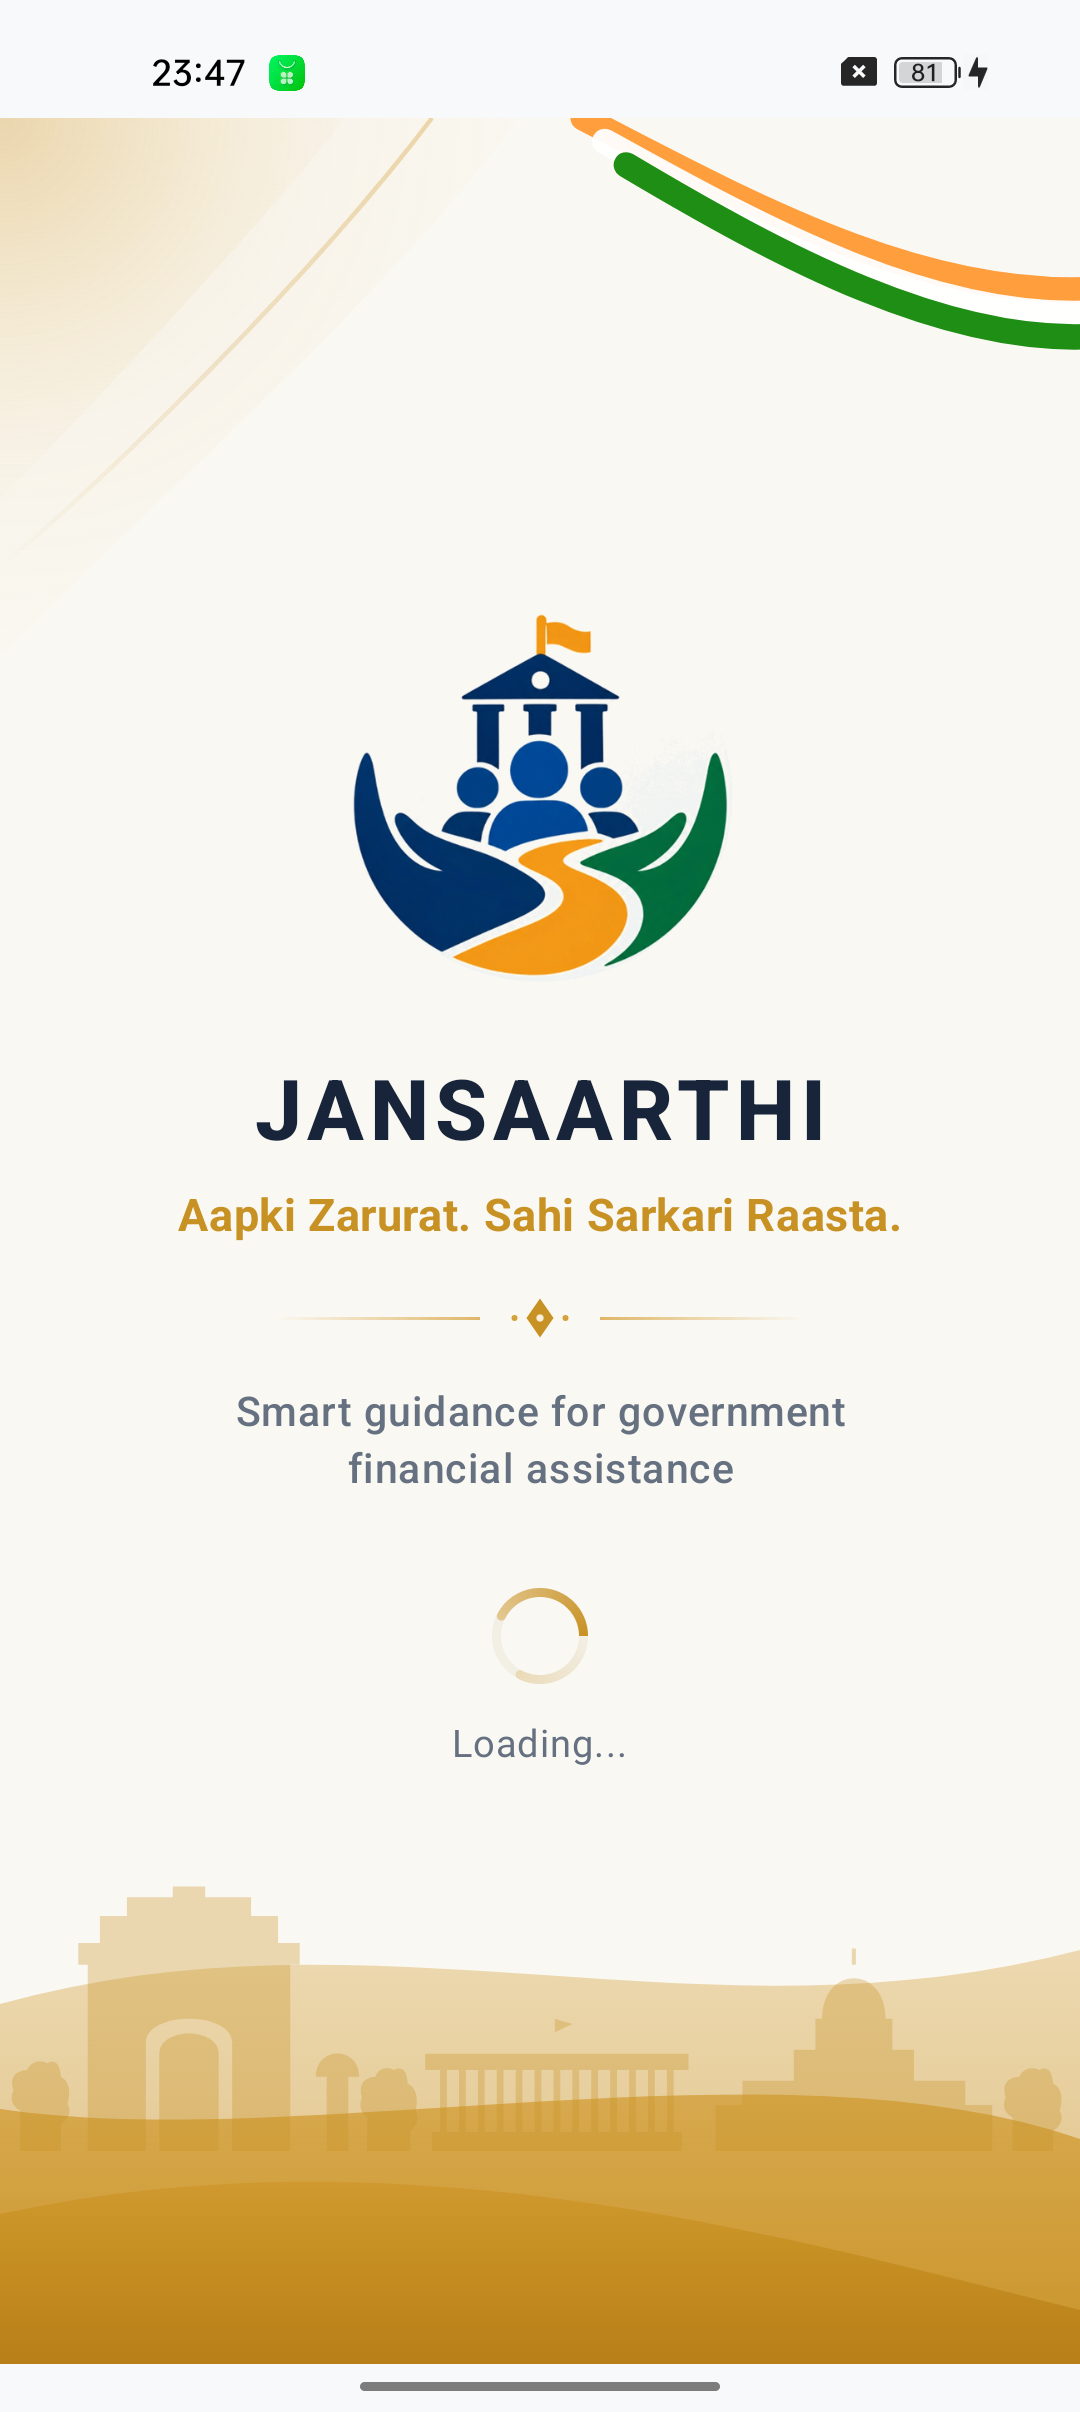 23:47
81
JANSAARTHI
Aapki Zarurat. Sahi Sarkari Raasta.
Smart guidance for government
financial assistance
Loading...